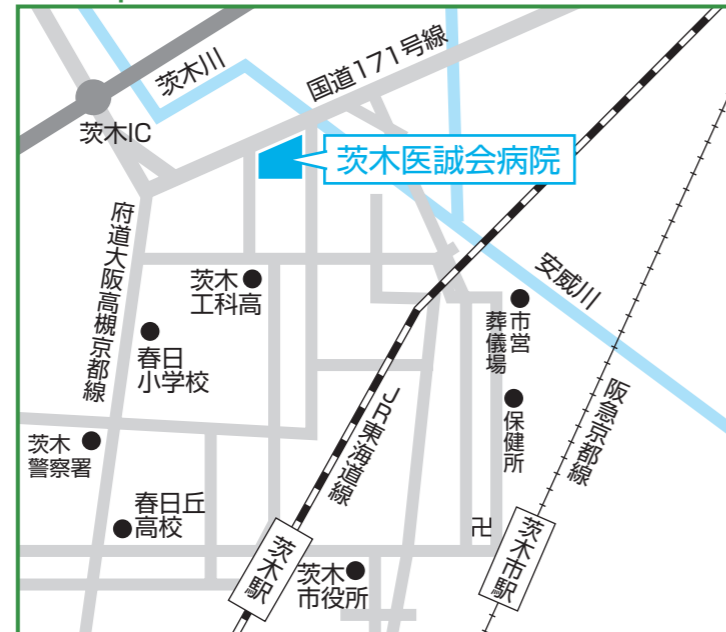 茨木川
国道171号線
茨木IC
茨木医誠会病院
府道大阪高槻京都線
安威川
茨木
工科高
市営
葬儀場
春日
小学校
JR東海道線
阪急京都線
保健所
茨木
警察署
春日丘
高校
卍
茨木駅
茨木市駅
茨木
市役所